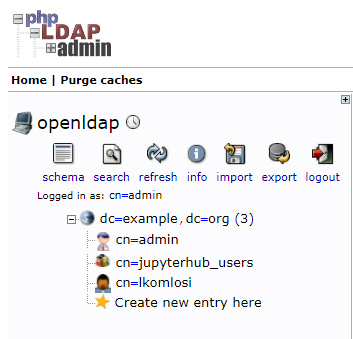 php
LDAP
admin
Home | Purge caches
openldap
schema search refresh info import export logout
Logged in as: cn=admin
dc=example,dc=org (3)
cn=admin
cn=jupyterhub_users
cn=lkomlosi
Create new entry here